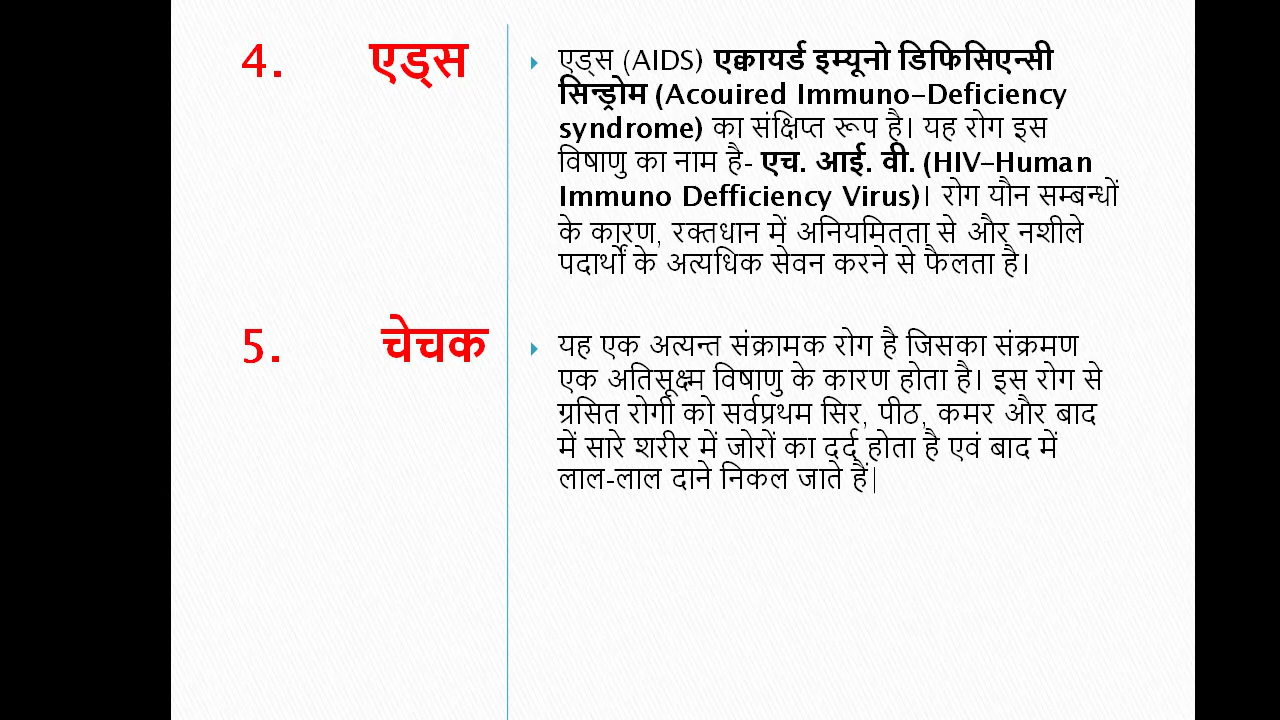 4. एड्स
एड्स (AIDS) एक्वायर्ड इम्यूनो डिफिसिएन्सी
सिन्ड्रोम (Acouired Immuno-Deficiency
syndrome) का संक्षिप्त रूप है। यह रोग इस
विषाणु का नाम है- एच. आई. वी. (HIV-Human
Immuno Defficiency Virus)। रोग यौन सम्बन्धों
के कारण, रक्तधान में अनियमितता से और नशीले
पदार्थों के अत्यधिक सेवन करने से फैलता है।
5. चेचक
यह एक अत्यन्त संक्रामक रोग है जिसका संक्रमण
एक अतिसूक्ष्म विषाणु के कारण होता है। इस रोग से
ग्रसित रोगी को सर्वप्रथम सिर, पीठ, कमर और बाद
में सारे शरीर में जोरों का दर्द होता है एवं बाद में
लाल-लाल दाने निकल जाते हैं|